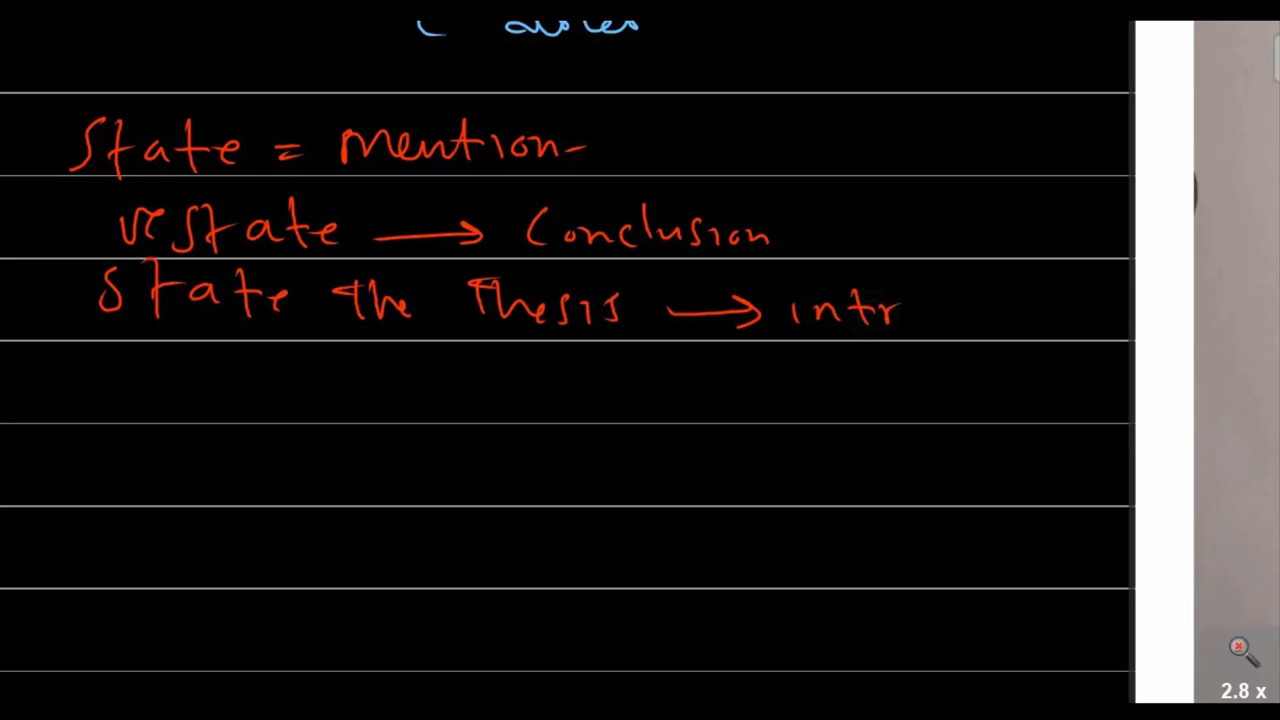 State = Mention-
restate → Conclusion
State the Thesis → intr
2.8 x